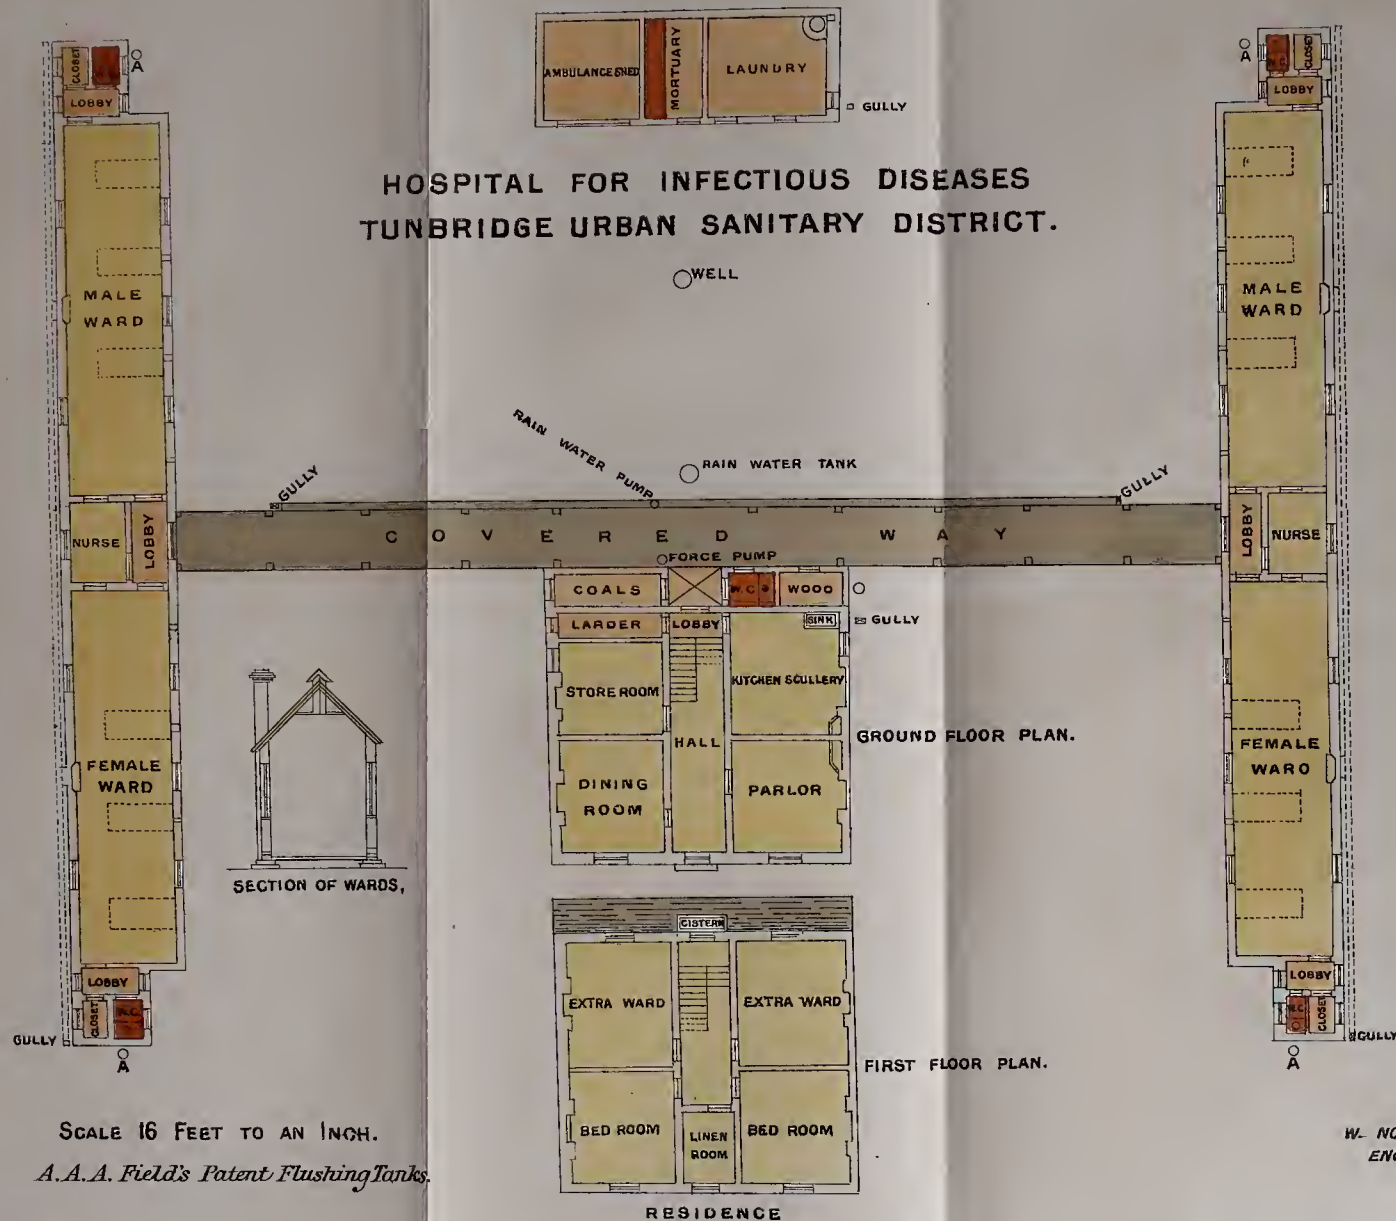 AMBULANCE SHED
MORTUARY
LAUNDRY
GULLY
HOSPITAL FOR INFECTIOUS DISEASES
TUNBRIDGE URBAN SANITARY DISTRICT.
WELL
CLOSET
A
LOBBY
MALE
WARD
NURSE
LOBBY
FEMALE
WARD
LOBBY
CLOSET
W.C.
GULLY
A
A
W.C.
CLOSET
LOBBY
MALE
WARD
LOBBY
NURSE
FEMALE
WARD
LOBBY
W.C.
CLOSET
GULLY
A
RAIN WATER PUMP
RAIN WATER TANK
GULLY
GULLY
COVERED WAY
FORCE PUMP
COALS
W.C.
WOOD
LARDER
LOBBY
SINK
GULLY
STORE ROOM
KITCHEN SCULLERY
HALL
GROUND FLOOR PLAN.
DINING
ROOM
PARLOR
SECTION OF WARDS,
CISTERN
EXTRA WARD
EXTRA WARD
FIRST FLOOR PLAN.
BED ROOM
LINEN
ROOM
BED ROOM
RESIDENCE
SCALE 16 FEET TO AN INCH.
A.A.A. Field's Patent Flushing Tanks.
W.